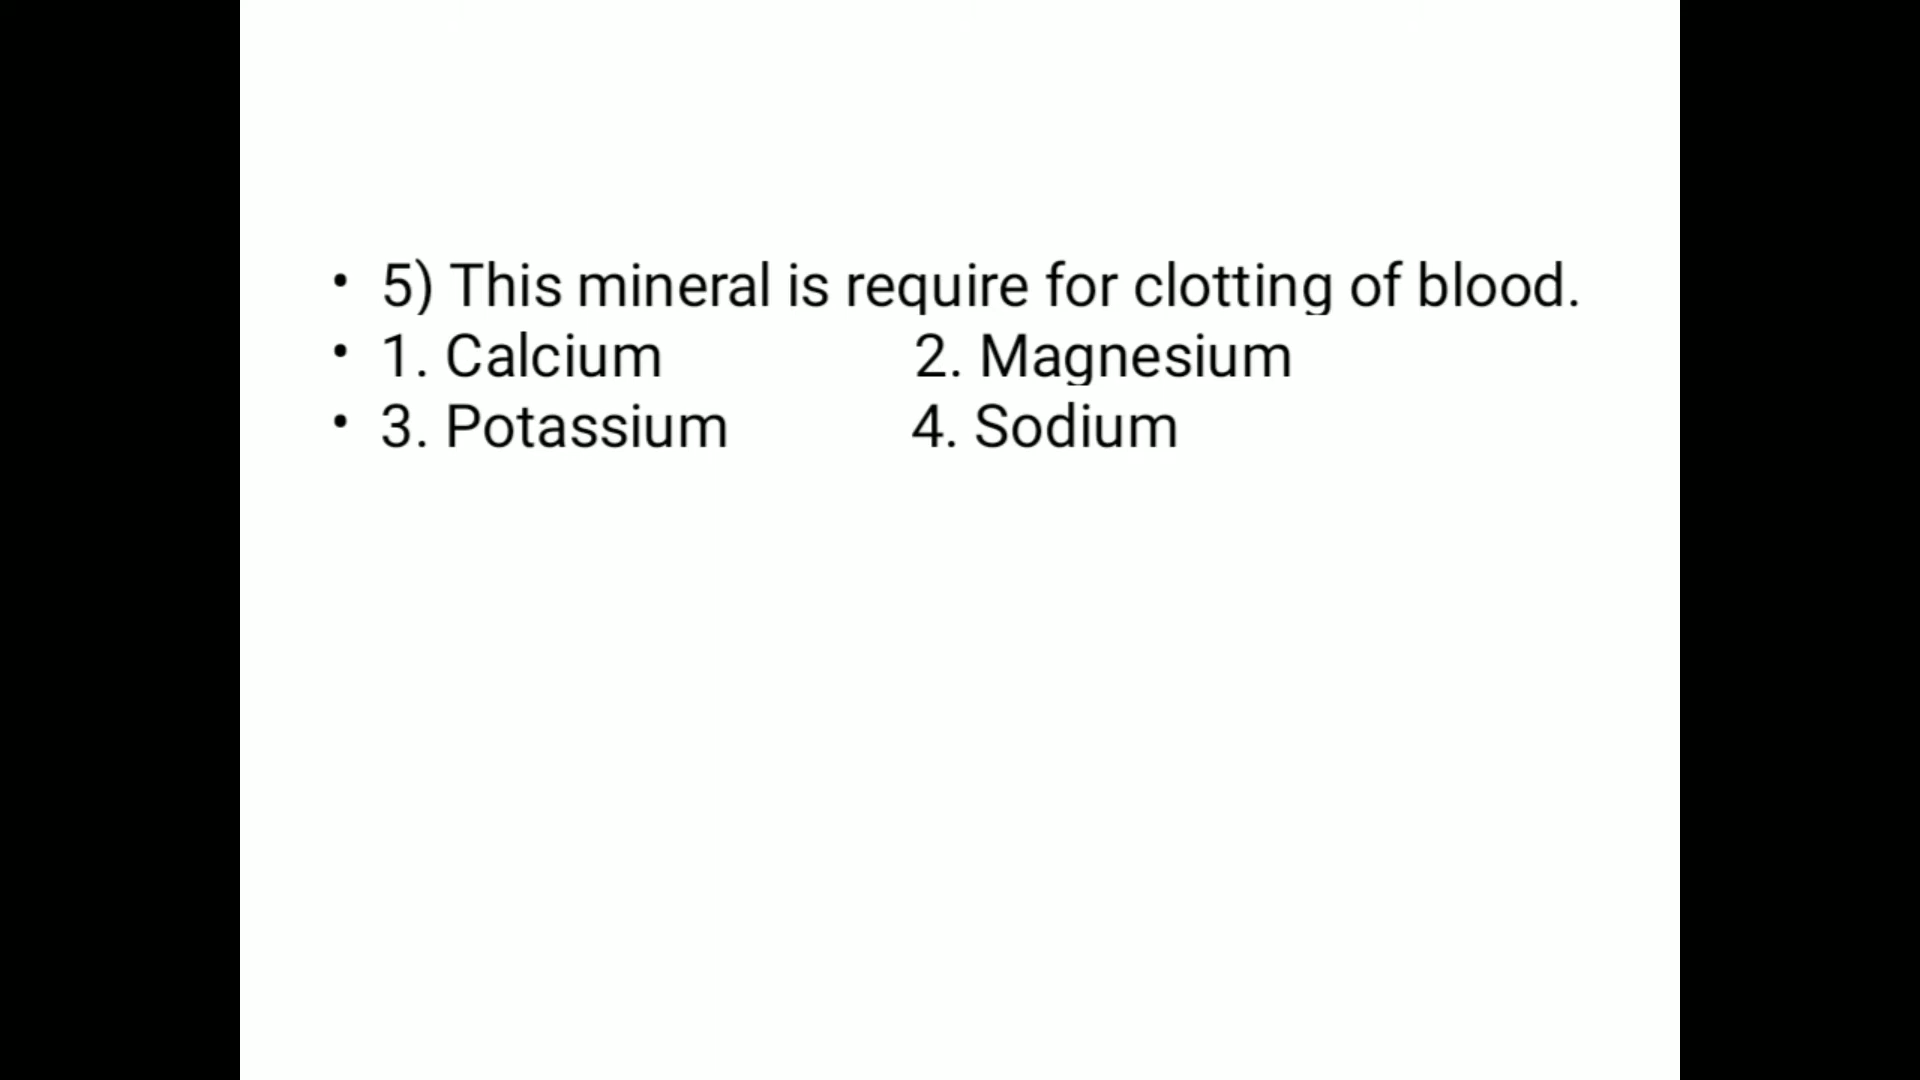 • 5) This mineral is require for clotting of blood.
• 1. Calcium 2. Magnesium
• 3. Potassium 4. Sodium